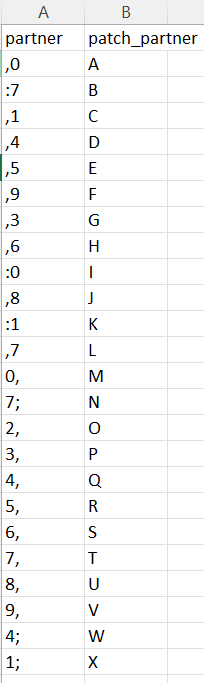 A B
partner patch_partner
,0 A
:7 B
,1 C
,4 D
,5 E
,9 F
,3 G
,6 H
:0 I
,8 J
:1 K
,7 L
0, M
7; N
2, O
3, P
4, Q
5, R
6, S
7, T
8, U
9, V
4; W
1; X